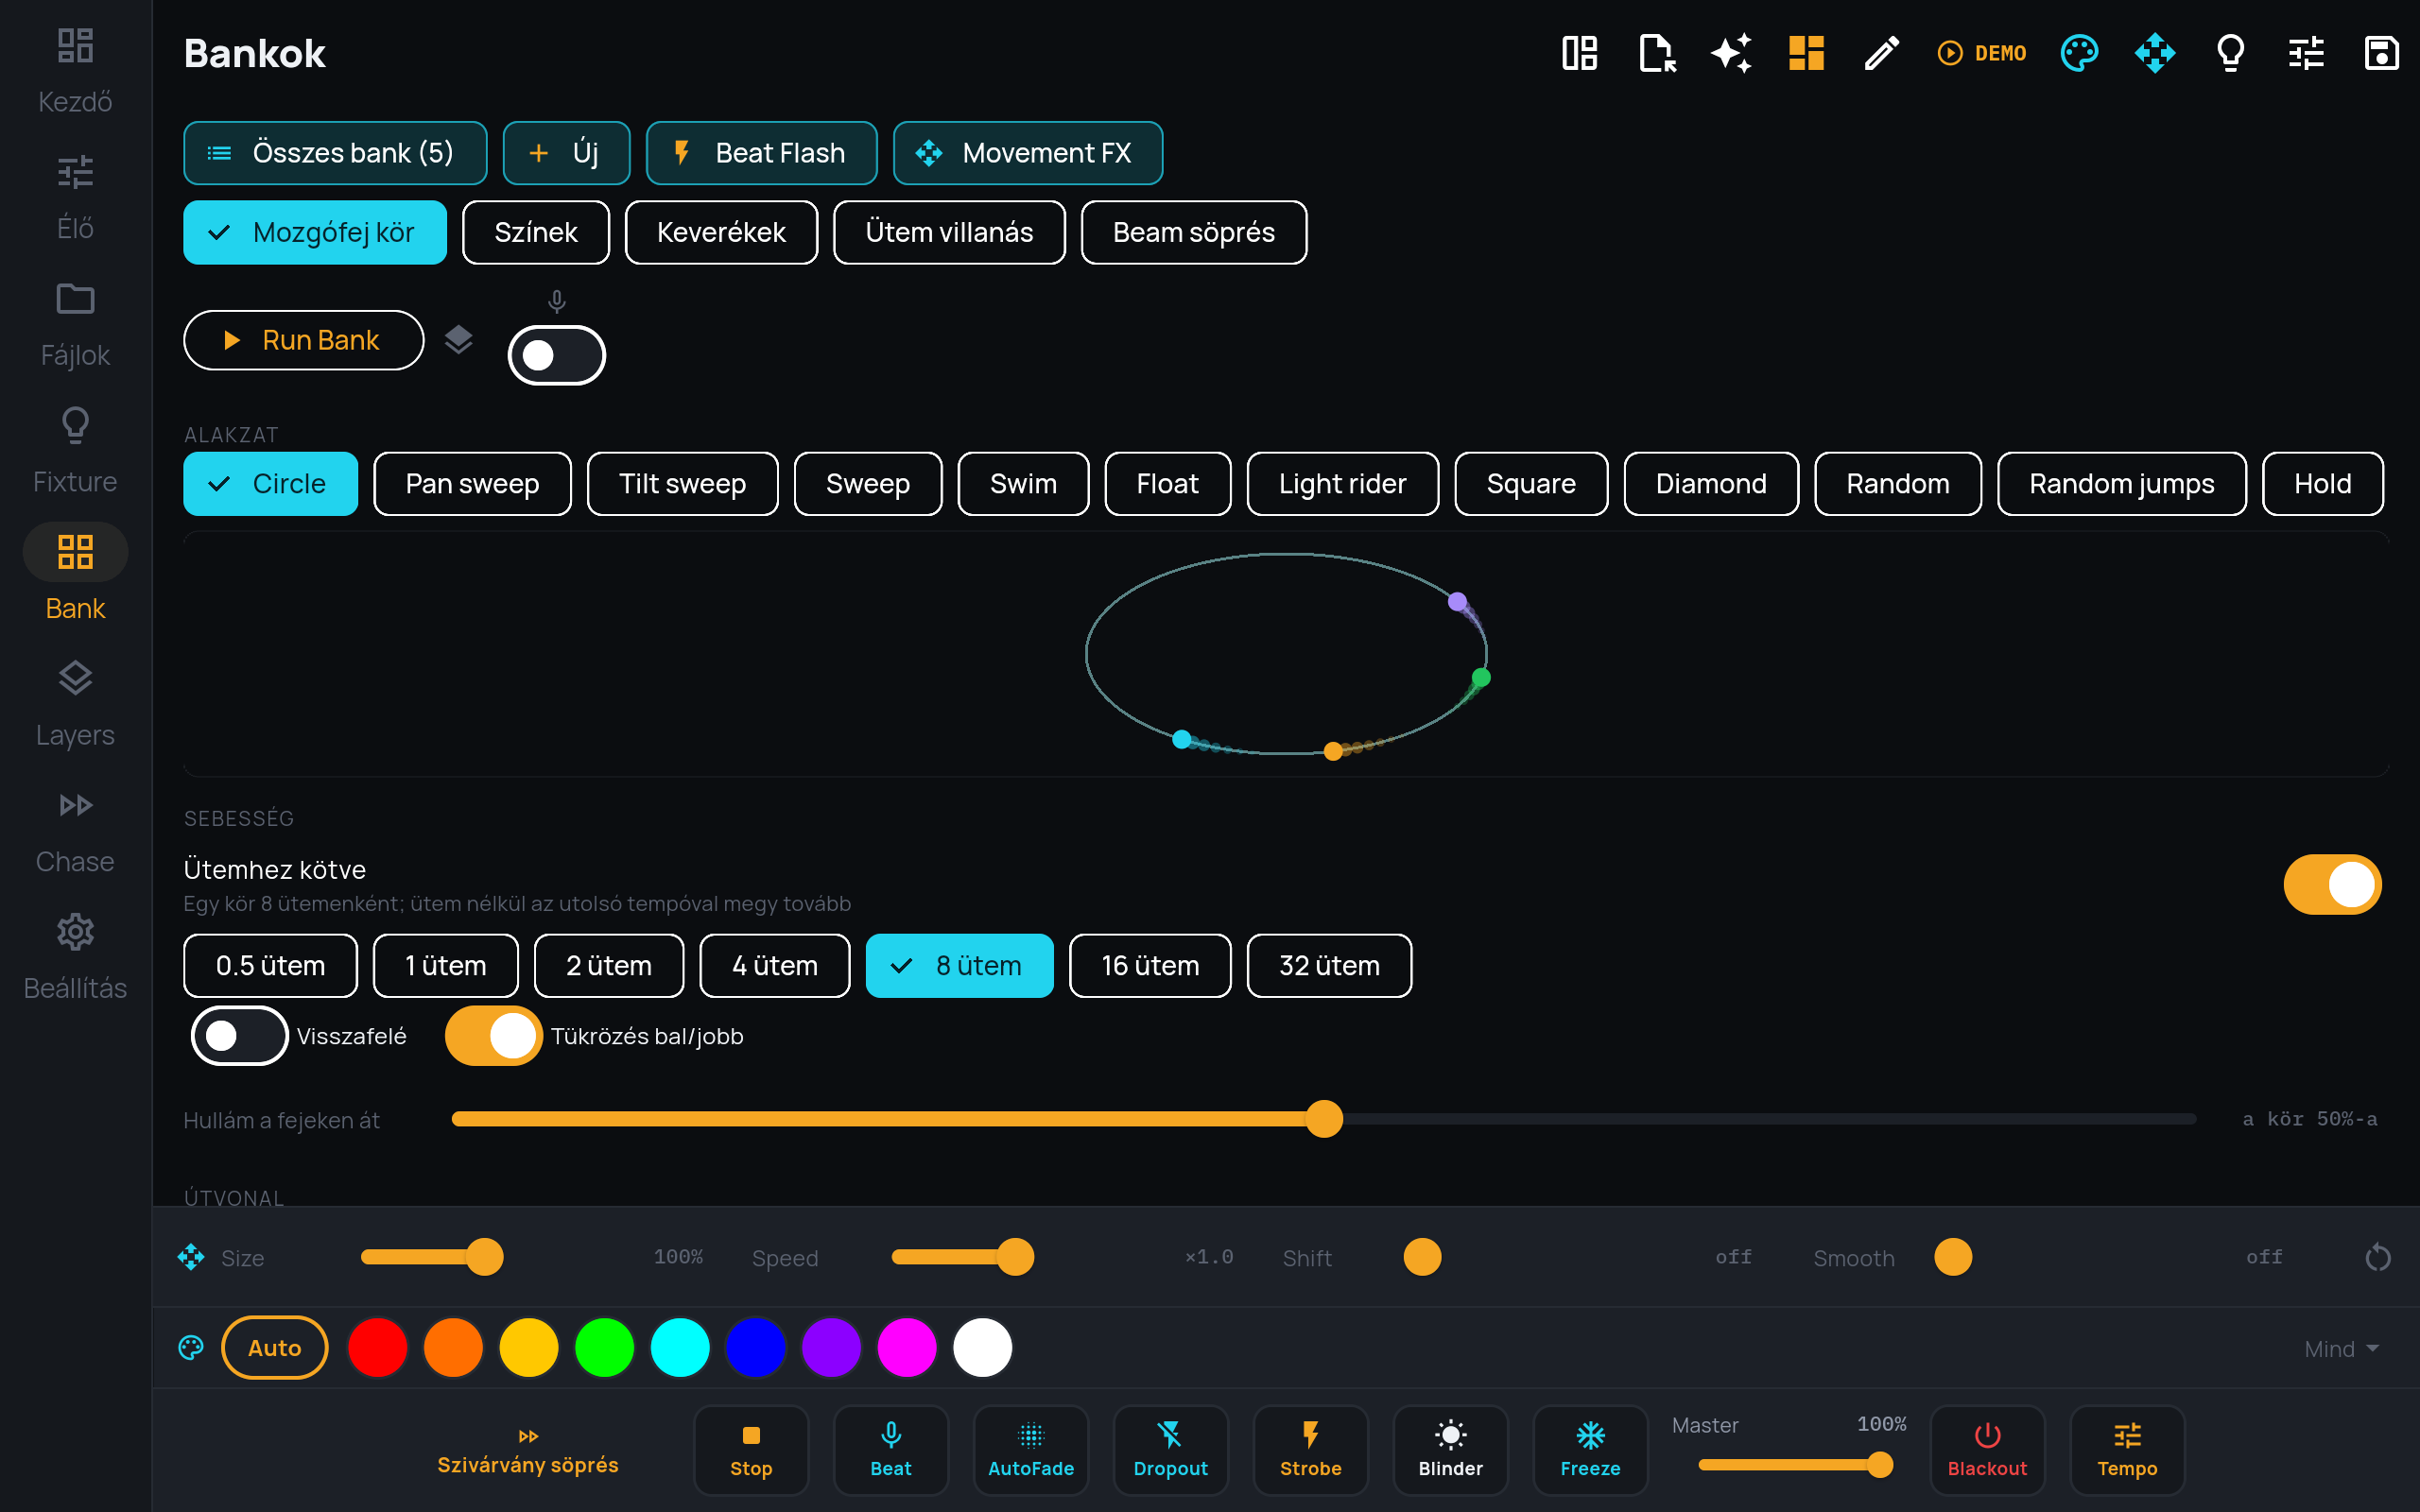 Kezdő
Élő
Fájlok
Fixture
Bank
Layers
Chase
Beállítás
Bankok
DEMO
Összes bank (5)
Új
Beat Flash
Movement FX
Mozgófej kör
Színek
Keverékek
Ütem villanás
Beam söprés
Run Bank
ALAKZAT
Circle
Pan sweep
Tilt sweep
Sweep
Swim
Float
Light rider
Square
Diamond
Random
Random jumps
Hold
SEBESSÉG
Ütemhez kötve
Egy kör 8 ütemenként; ütem nélkül az utolsó tempóval megy tovább
0.5 ütem
1 ütem
2 ütem
4 ütem
8 ütem
16 ütem
32 ütem
Visszafelé
Tükrözés bal/jobb
Hullám a fejeken át
a kör 50%-a
ÚTVONAL
Size
100%
Speed
×1.0
Shift
off
Smooth
off
Auto
Mind
Szivárvány söprés
Stop
Beat
AutoFade
Dropout
Strobe
Blinder
Freeze
Master
100%
Blackout
Tempo